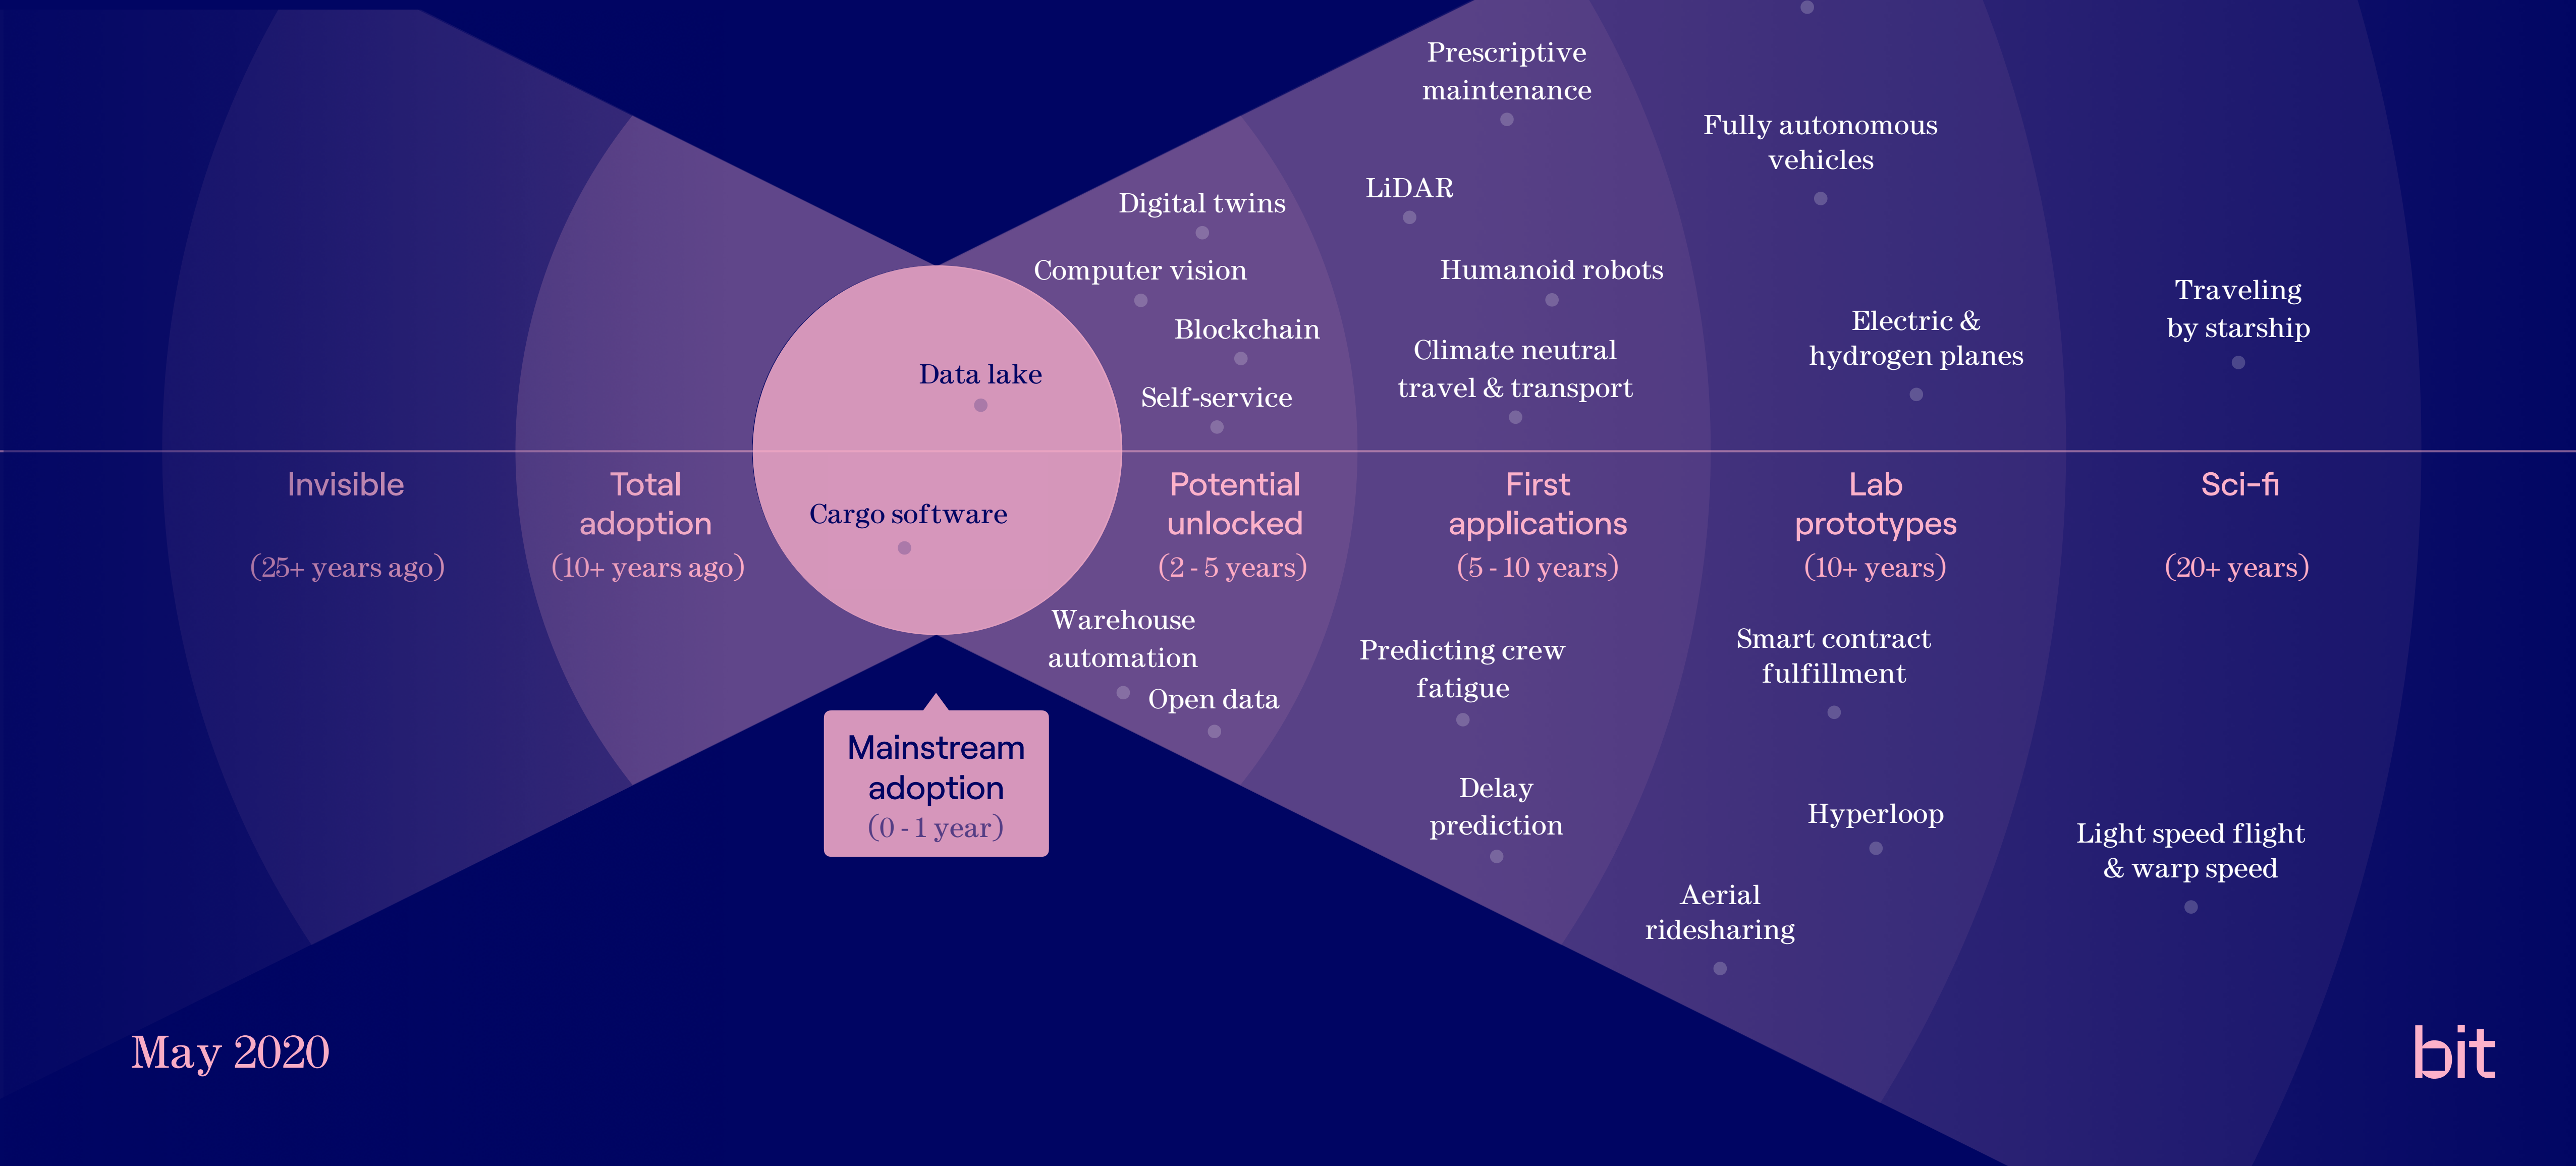 Prescriptive
maintenance
Fully autonomous
vehicles
LiDAR
Digital twins
Computer vision
Humanoid robots
Traveling
by starship
Blockchain
Electric &
hydrogen planes
Climate neutral
travel & transport
Data lake
Self-service
Invisible
(25+ years ago)
Total
adoption
(10+ years ago)
Cargo software
Potential
unlocked
(2 - 5 years)
First
applications
(5 - 10 years)
Lab
prototypes
(10+ years)
Sci-fi
(20+ years)
Warehouse
automation
Open data
Predicting crew
fatigue
Smart contract
fulfillment
Mainstream
adoption
(0 - 1 year)
Delay
prediction
Hyperloop
Light speed flight
& warp speed
Aerial
ridesharing
May 2020
bit